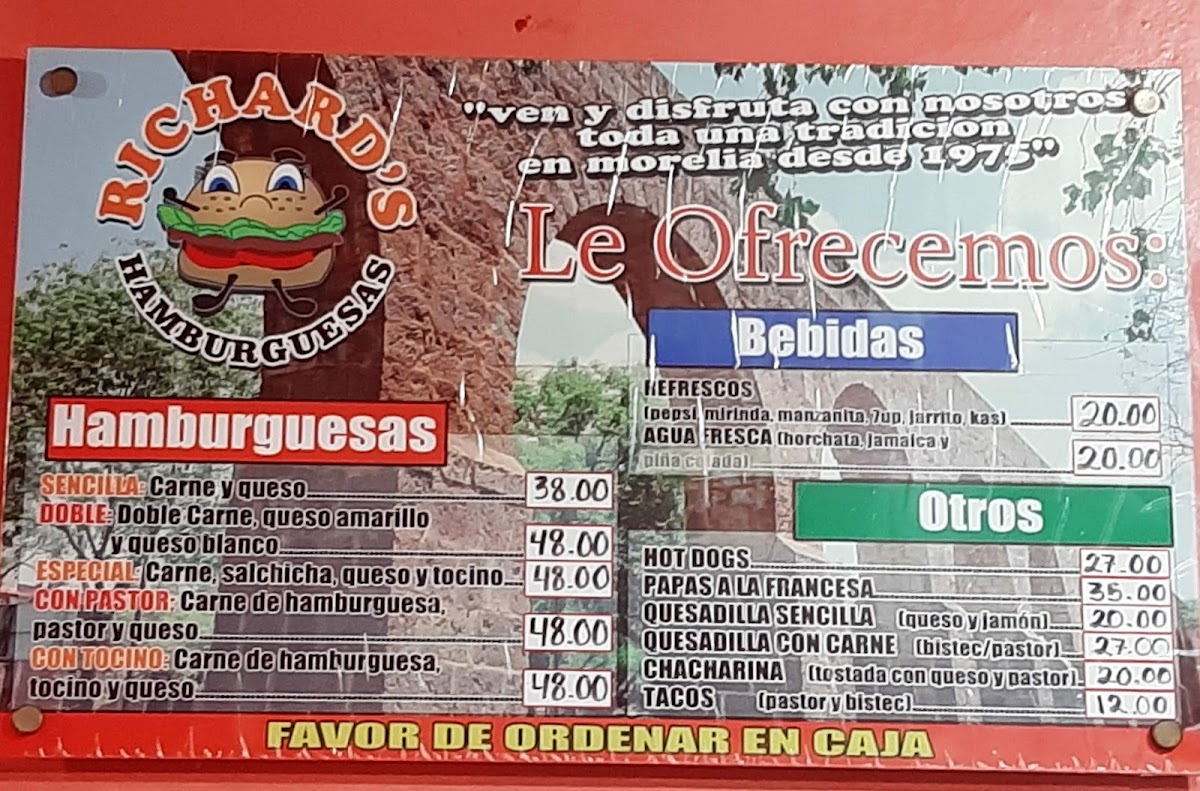 RICHARD'S
HAMBURGUESAS
"ven y disfruta con nosotros
toda una tradicion
en morelia desde 1975"
Le Ofrecemos:
Hamburguesas
SENCILLA: Carne y queso 38.00
DOBLE: Doble Carne, queso amarillo
y queso blanco 48.00
ESPECIAL: Carne, salchicha, queso y tocino 48.00
CON PASTOR: Carne de hamburguesa,
pastor y queso 48.00
CON TOCINO: Carne de hamburguesa,
tocino y queso 48.00
Bebidas
REFRESCOS
(pepsi, mirinda, manzanita, 7up, jarrito, kas) 20.00
AGUA FRESCA (horchata, jamaica y
piña colada) 20.00
Otros
HOT DOGS 27.00
PAPAS A LA FRANCESA 35.00
QUESADILLA SENCILLA (queso y jamón) 20.00
QUESADILLA CON CARNE (bistec/pastor) 27.00
CHACHARINA (tostada con queso y pastor) 20.00
TACOS (pastor y bistec) 12.00
FAVOR DE ORDENAR EN CAJA